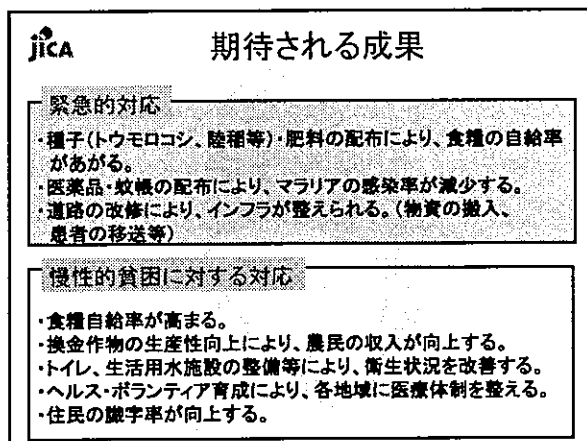 jicA
期待される成果
緊急的対応
・種子(トウモロコシ、陸稲等)・肥料の配布により、食糧の自給率
があがる。
・医薬品・蚊帳の配布により、マラリアの感染率が減少する。
・道路の改修により、インフラが整えられる。(物資の搬入、
患者の移送等)
慢性的貧困に対する対応
・食糧自給率が高まる。
・換金作物の生産性向上により、農民の収入が向上する。
・トイレ、生活用水施設の整備等により、衛生状況を改善する。
・ヘルス・ボランティア育成により、各地域に医療体制を整える。
・住民の識字率が向上する。